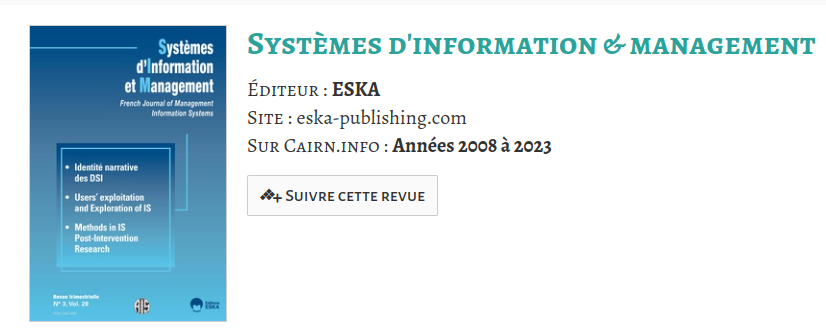 Systèmes
d'Information
et Management
French Journal of Management
Information Systems
• Identité narrative
des DSI
• Users' exploitation
and Exploration of IS
• Methods in IS
Post-Intervention
Research
Revue trimestrielle
N° 3, Vol. 28
ESKA
Systèmes d'information & management
Éditeur : ESKA
Site : eska-publishing.com
Sur Cairn.info : Années 2008 à 2023
Suivre cette revue